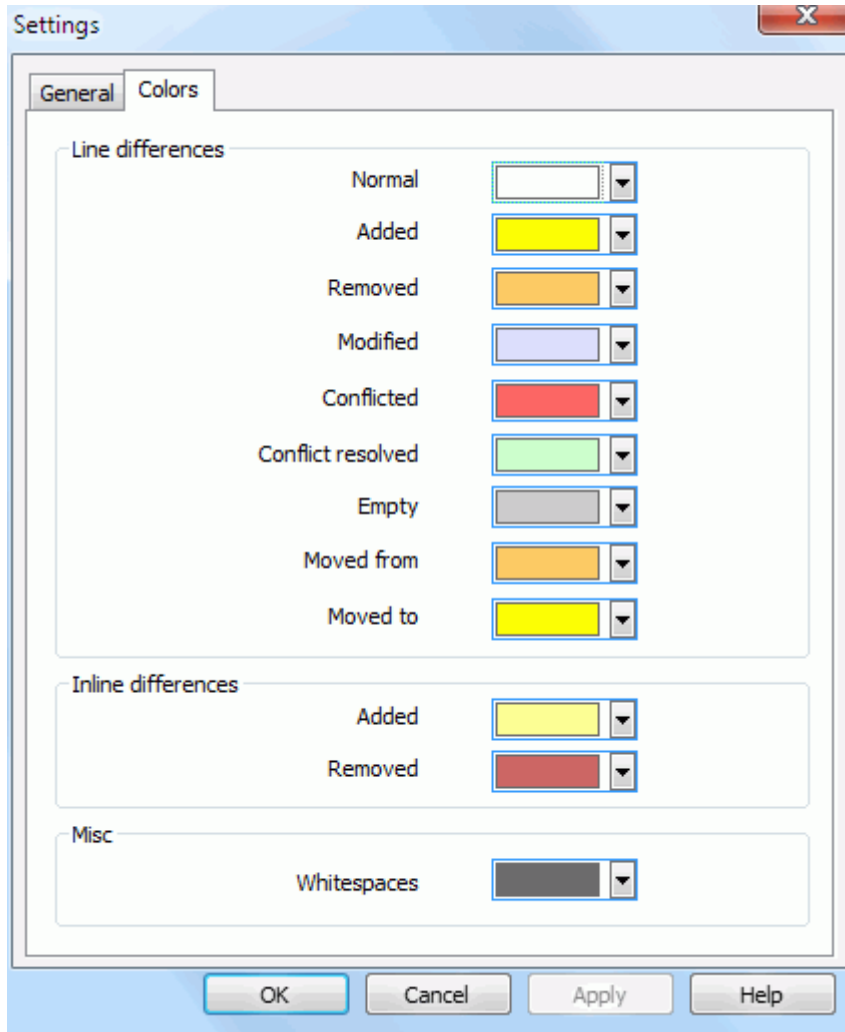 Settings
General
Colors
Line differences
Normal
Added
Removed
Modified
Conflicted
Conflict resolved
Empty
Moved from
Moved to
Inline differences
Added
Removed
Misc
Whitespaces
OK
Cancel
Apply
Help